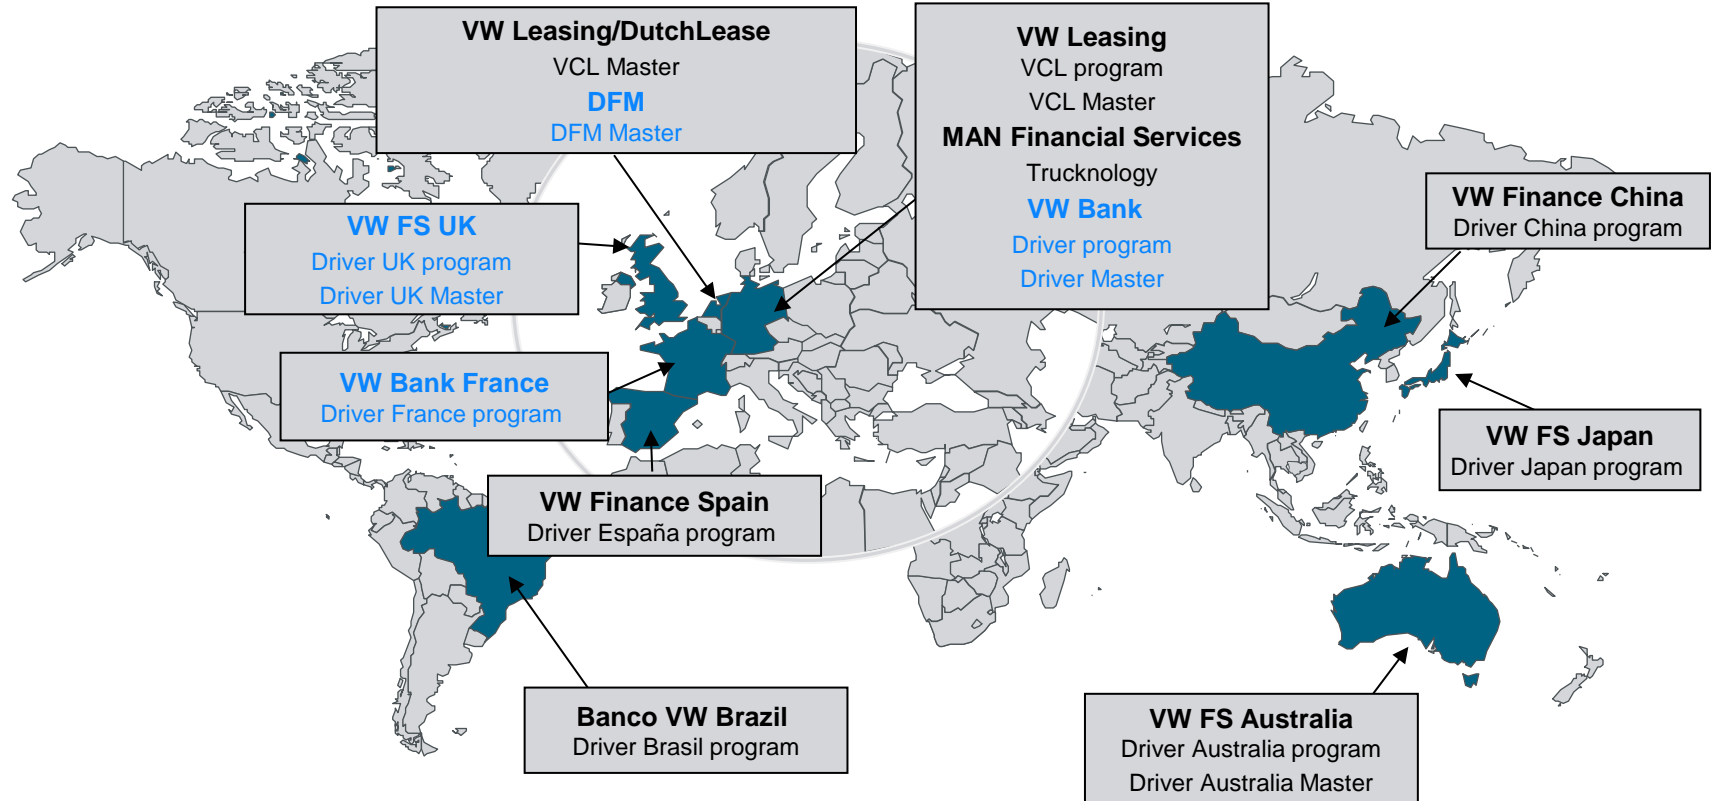 VW Leasing/DutchLease
VCL Master
DFM
DFM Master
VW Leasing
VCL program
VCL Master
MAN Financial Services
Trucknology
VW Bank
Driver program
Driver Master
VW Finance China
Driver China program
VW FS UK
Driver UK program
Driver UK Master
VW Bank France
Driver France program
VW FS Japan
Driver Japan program
VW Finance Spain
Driver España program
Banco VW Brazil
Driver Brasil program
VW FS Australia
Driver Australia program
Driver Australia Master